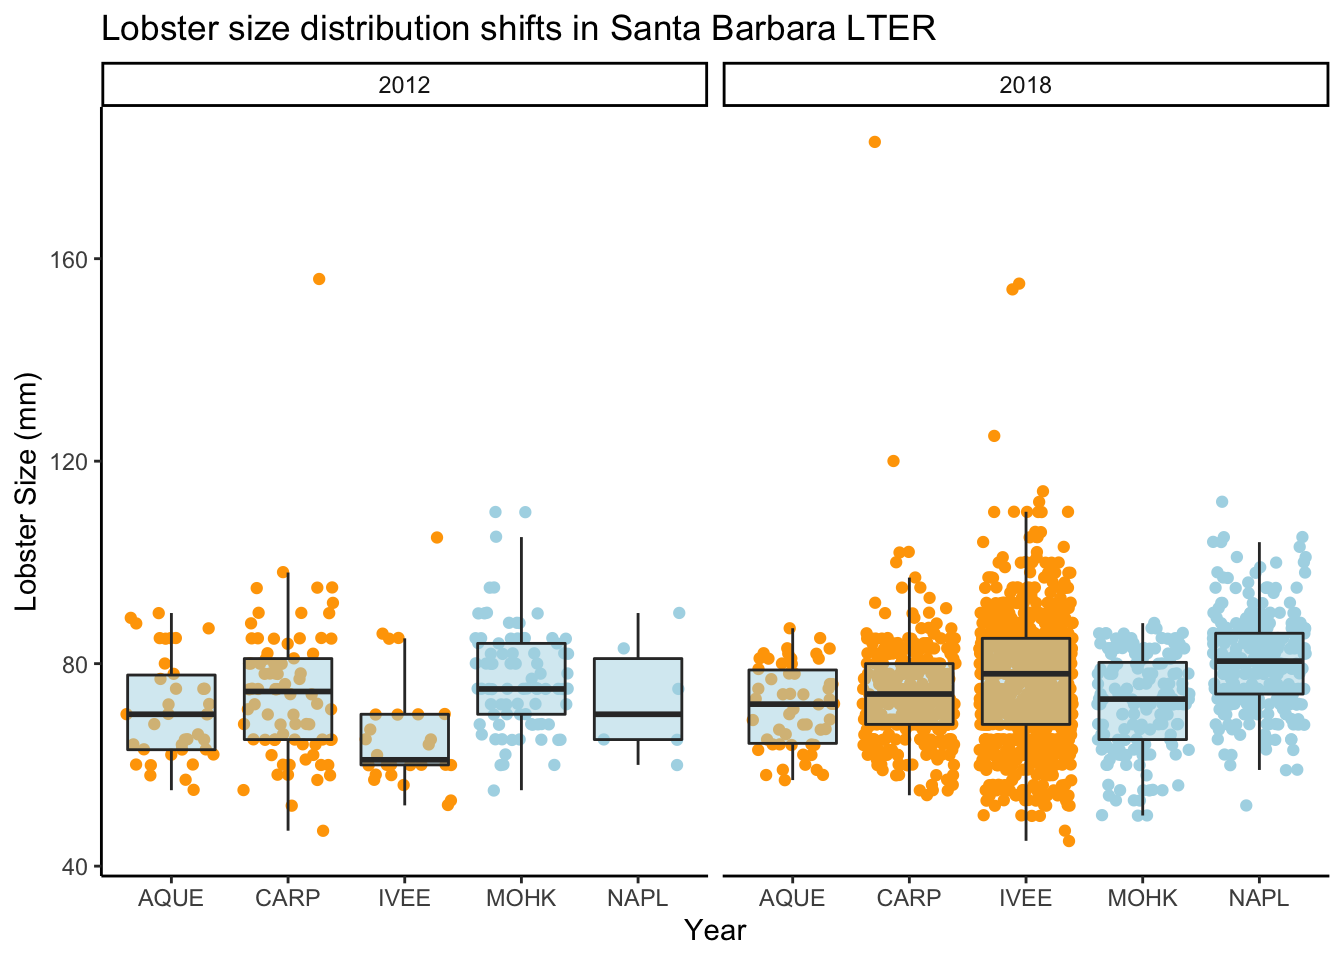 Lobster size distribution shifts in Santa Barbara LTER
2012 2018
Lobster Size (mm)
160
120
80
40
AQUE CARP IVEE MOHK NAPL AQUE CARP IVEE MOHK NAPL
Year